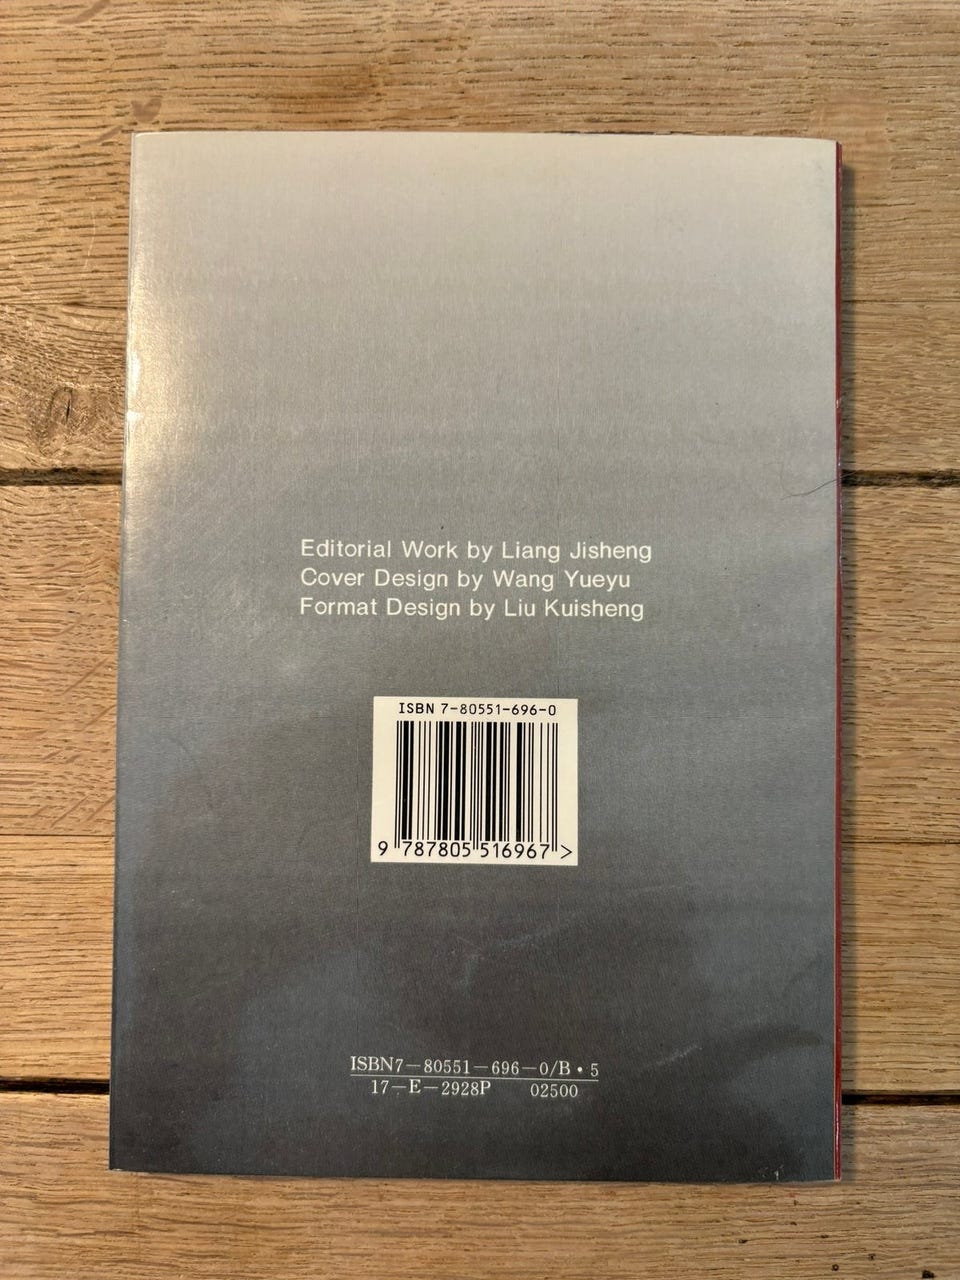 Editorial Work by Liang Jisheng
Cover Design by Wang Yueyu
Format Design by Liu Kuisheng
ISBN 7-80551-696-0
9 787805 516967 >
ISBN7—80551—696—0/B·5
17—E—2928P 02500